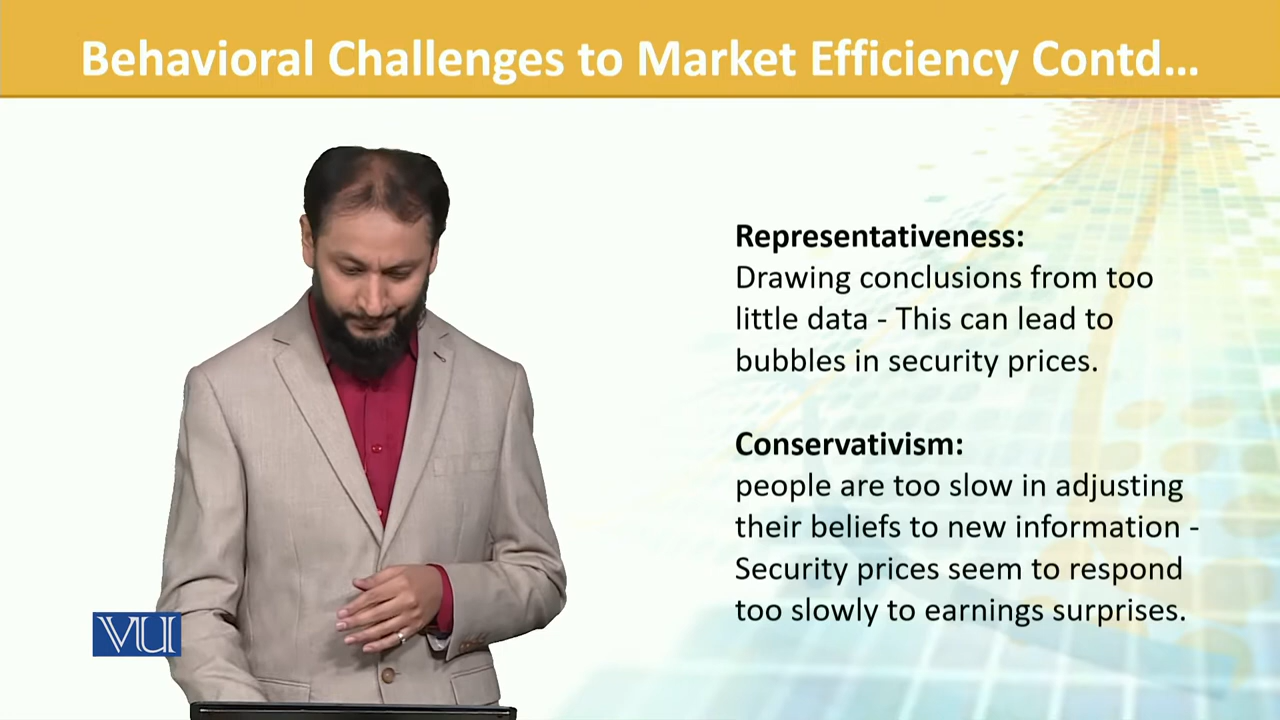 Behavioral Challenges to Market Efficiency Contd...
Representativeness:
Drawing conclusions from too
little data - This can lead to
bubbles in security prices.
Conservativism:
people are too slow in adjusting
their beliefs to new information -
Security prices seem to respond
too slowly to earnings surprises.
VU